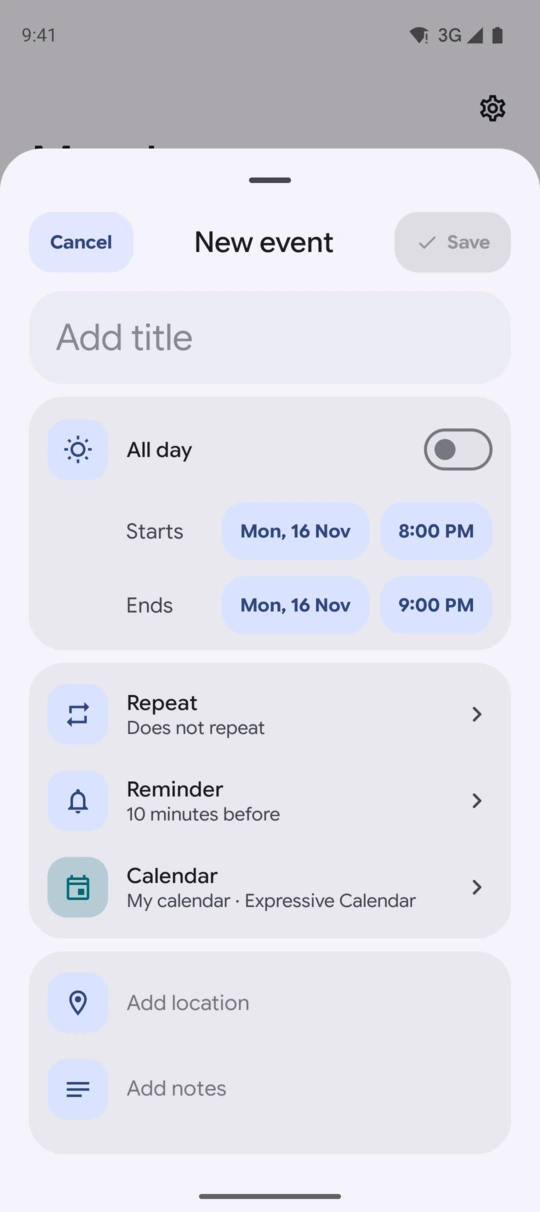 9:41
3G
Cancel
New event
Save
Add title
All day
Starts
Mon, 16 Nov
8:00 PM
Ends
Mon, 16 Nov
9:00 PM
Repeat
Does not repeat
Reminder
10 minutes before
Calendar
My calendar · Expressive Calendar
Add location
Add notes